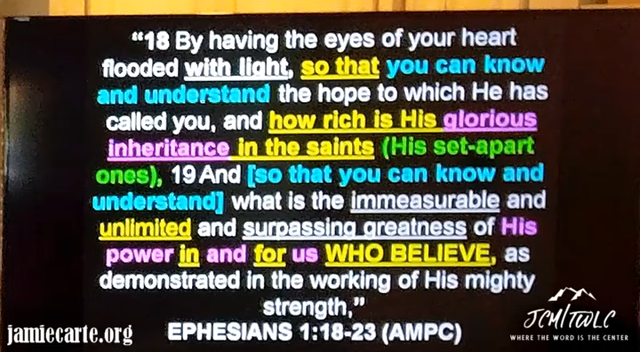 “18 By having the eyes of your heart
flooded with light, so that you can know
and understand the hope to which He has
called you, and how rich is His glorious
inheritance in the saints (His set-apart
ones), 19 And [so that you can know and
understand] what is the immeasurable and
unlimited and surpassing greatness of His
power in and for us WHO BELIEVE, as
demonstrated in the working of His mighty
strength,”
EPHESIANS 1:18-23 (AMPC)
jamiecarte.org
JCM/TWLC
WHERE THE WORD IS THE CENTER